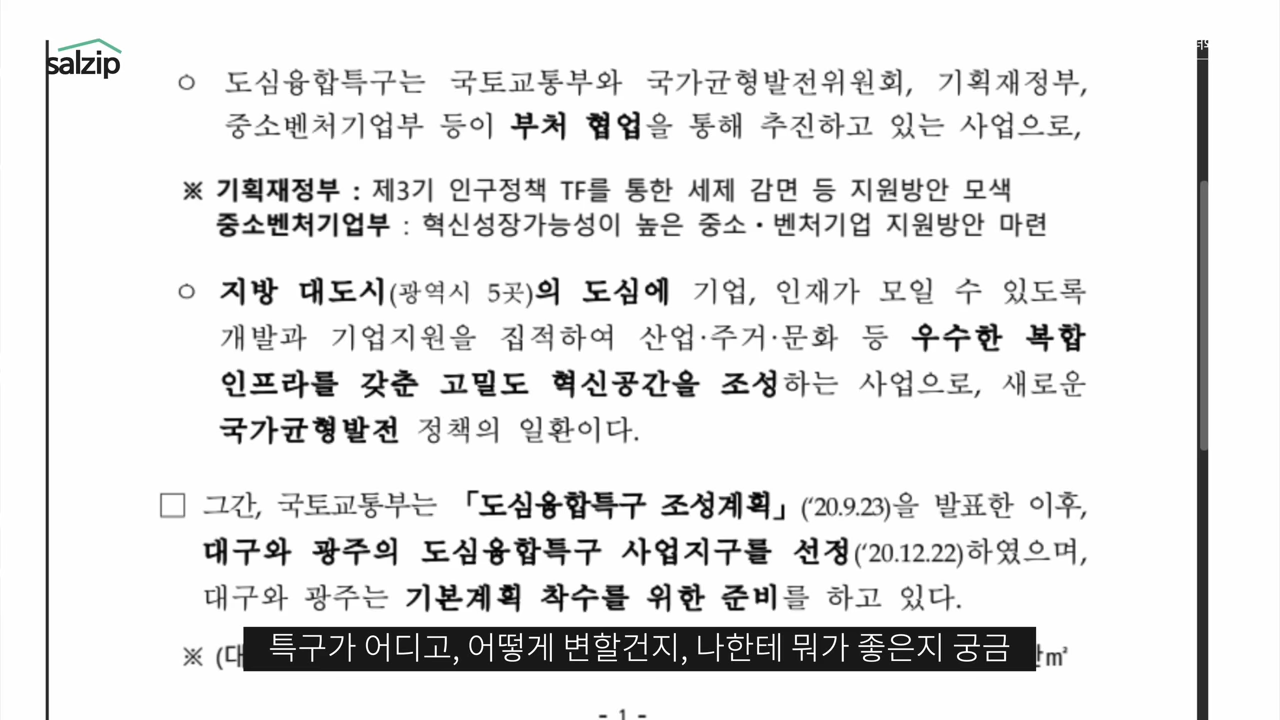 salzip
○ 도심융합특구는 국토교통부와 국가균형발전위원회, 기획재정부,
중소벤처기업부 등이 부처 협업을 통해 추진하고 있는 사업으로,
※ 기획재정부 : 제3기 인구정책 TF를 통한 세제 감면 등 지원방안 모색
중소벤처기업부 : 혁신성장가능성이 높은 중소・벤처기업 지원방안 마련
○ 지방 대도시(광역시 5곳)의 도심에 기업, 인재가 모일 수 있도록
개발과 기업지원을 집적하여 산업·주거·문화 등 우수한 복합
인프라를 갖춘 고밀도 혁신공간을 조성하는 사업으로, 새로운
국가균형발전 정책의 일환이다.
□ 그간, 국토교통부는 「도심융합특구 조성계획」(‘20.9.23)을 발표한 이후,
대구와 광주의 도심융합특구 사업지구를 선정(‘20.12.22)하였으며,
대구와 광주는 기본계획 착수를 위한 준비를 하고 있다.
※ (대 ㎡
특구가 어디고, 어떻게 변할건지, 나한테 뭐가 좋은지 궁금
- 1 -